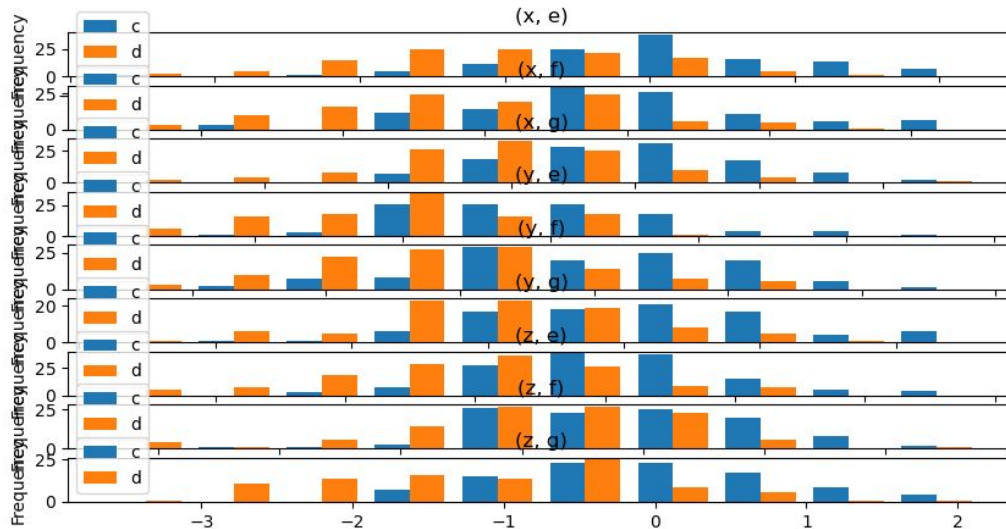 (x, e)
Frequency
c
d
25
0
(x, f)
Frequency
c
d
25
0
(x, g)
Frequency
c
d
25
0
(y, e)
Frequency
c
d
25
0
(y, f)
Frequency
c
d
25
0
(y, g)
Frequency
c
d
20
0
(z, e)
Frequency
c
d
25
0
(z, f)
Frequency
c
d
25
0
(z, g)
Frequency
c
d
25
0
−3 −2 −1 0 1 2